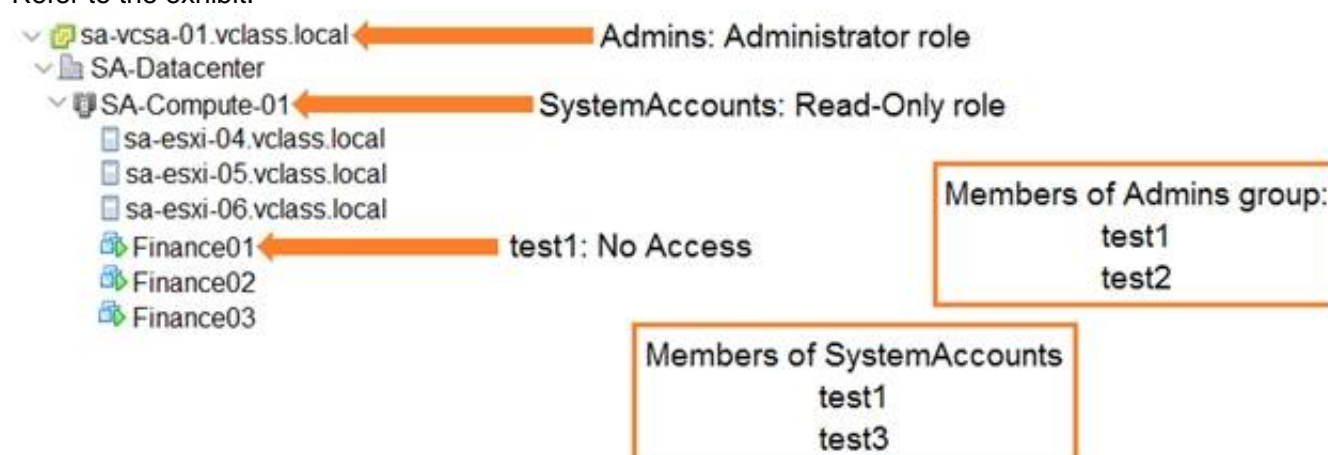 Refer to the exhibit.
sa-vcsa-01.vclass.local Admins: Administrator role
SA-Datacenter
SA-Compute-01 SystemAccounts: Read-Only role
sa-esxi-04.vclass.local
sa-esxi-05.vclass.local
sa-esxi-06.vclass.local
Finance01 test1: No Access
Finance02
Finance03
Members of Admins group:
test1
test2
Members of SystemAccounts
test1
test3